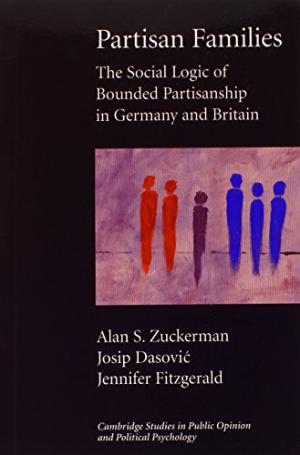 Partisan Families
The Social Logic of
Bounded Partisanship
in Germany and Britain
Alan S. Zuckerman
Josip Dasović
Jennifer Fitzgerald
Cambridge Studies in Public Opinion
and Political Psychology